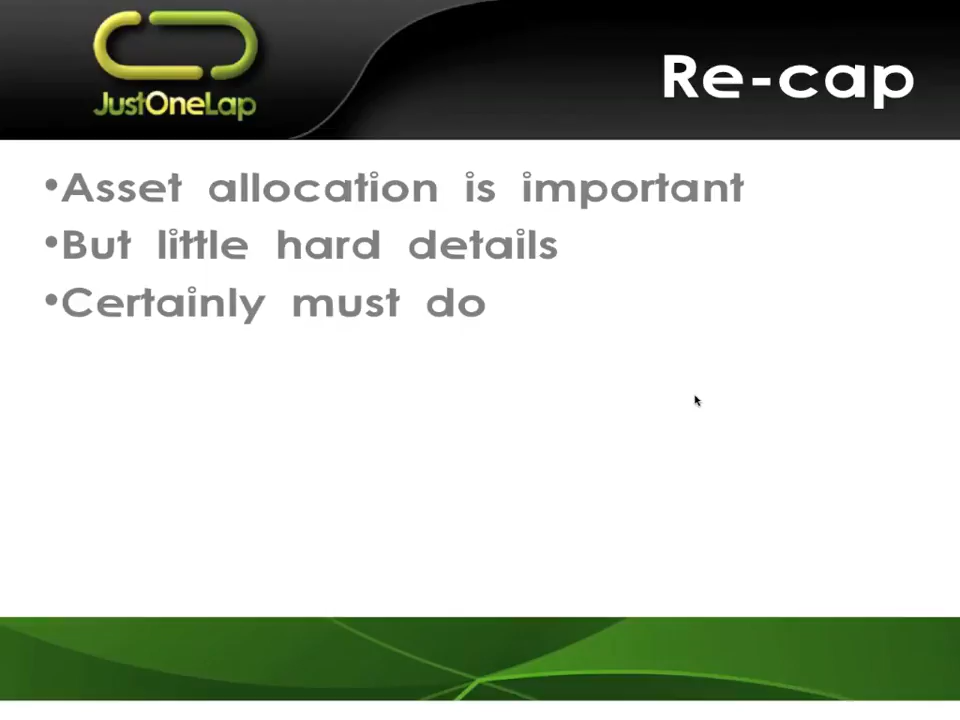 JustOneLap
Re-cap
•Asset allocation is important
•But little hard details
•Certainly must do